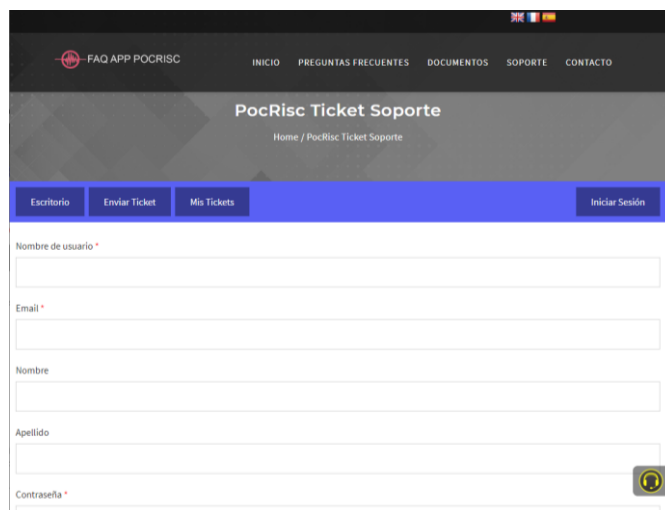 FAQ APP POCRISC
INICIO PREGUNTAS FRECUENTES DOCUMENTOS SOPORTE CONTACTO
PocRisc Ticket Soporte
Home / PocRisc Ticket Soporte
Escritorio Enviar Ticket Mis Tickets Iniciar Sesión
Nombre de usuario *
Email *
Nombre
Apellido
Contraseña *